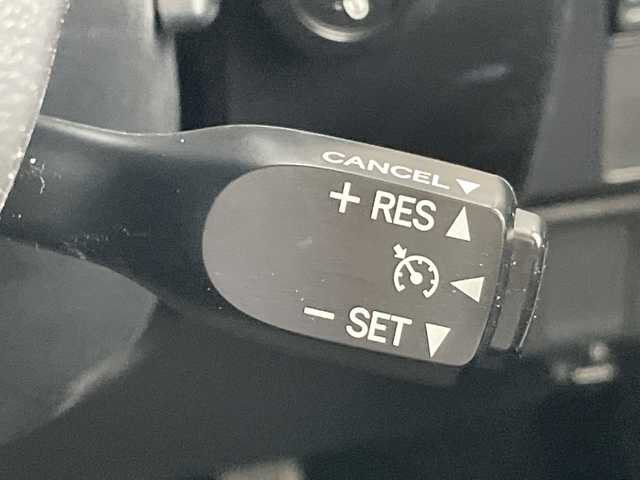 CANCEL ▼
+ RES ▲
◀
− SET ▼